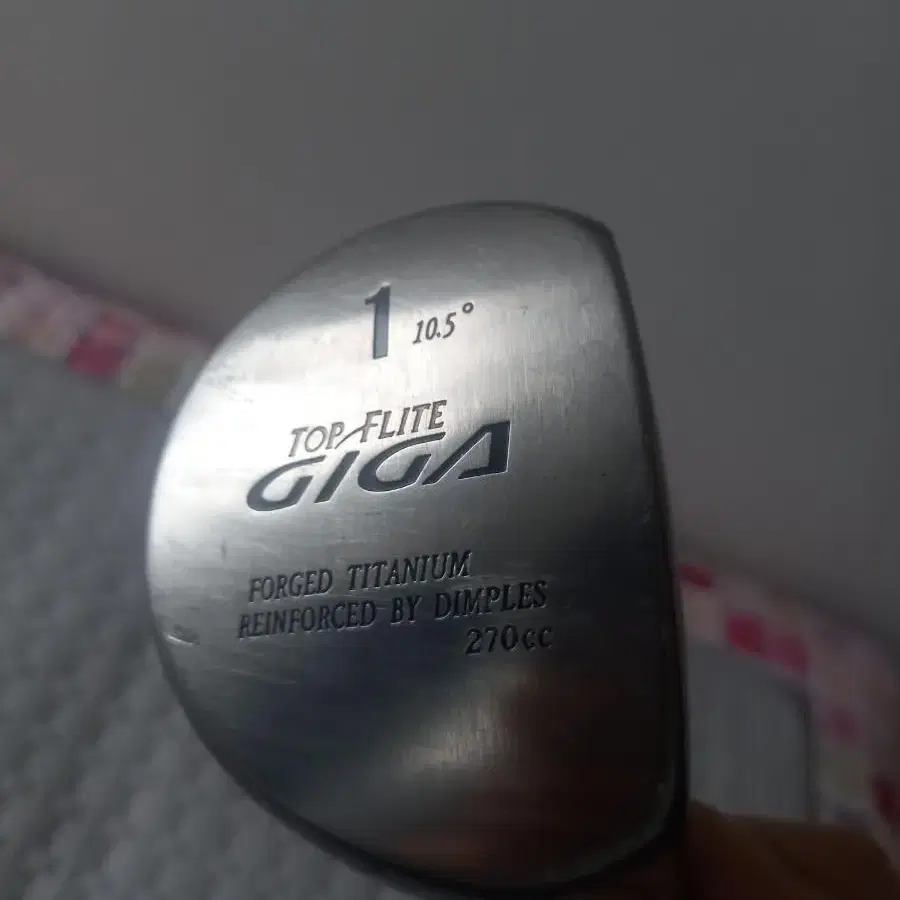 1 10.5°
TOP FLITE
GIGA
FORGED TITANIUM
REINFORCED BY DIMPLES
270cc